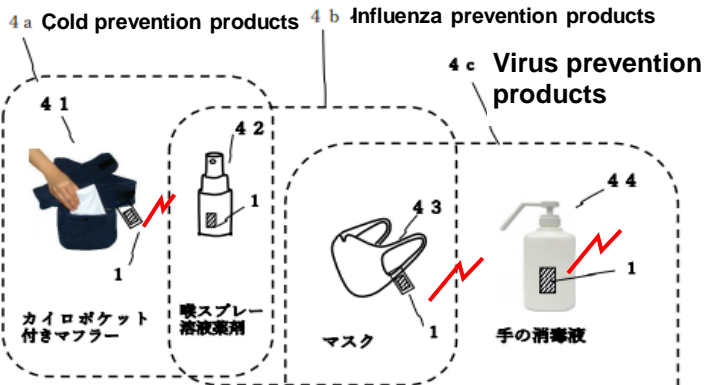 4a Cold prevention products
4b Influenza prevention products
4c Virus prevention
products
41
42
43
44
1
1
1
1
カイロポケット
付きマフラー
喉スプレー
溶液薬剤
マスク
手の消毒液